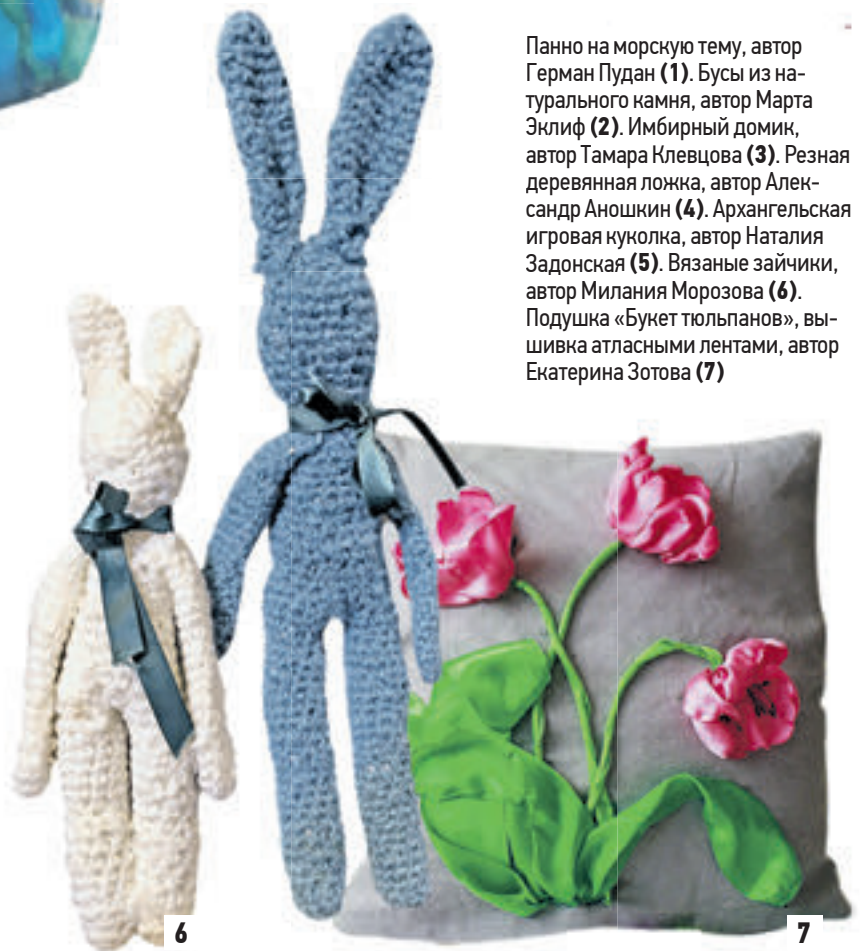 Панно на морскую тему, автор
Герман Пудан (1). Бусы из на-
турального камня, автор Марта
Эклиф (2). Имбирный домик,
автор Тамара Клевцова (3). Резная
деревянная ложка, автор Алек-
сандр Аношкин (4). Архангельская
игровая куколка, автор Наталия
Задонская (5). Вязаные зайчики,
автор Милания Морозова (6).
Подушка «Букет тюльпанов», вы-
шивка атласными лентами, автор
Екатерина Зотова (7)
6
7